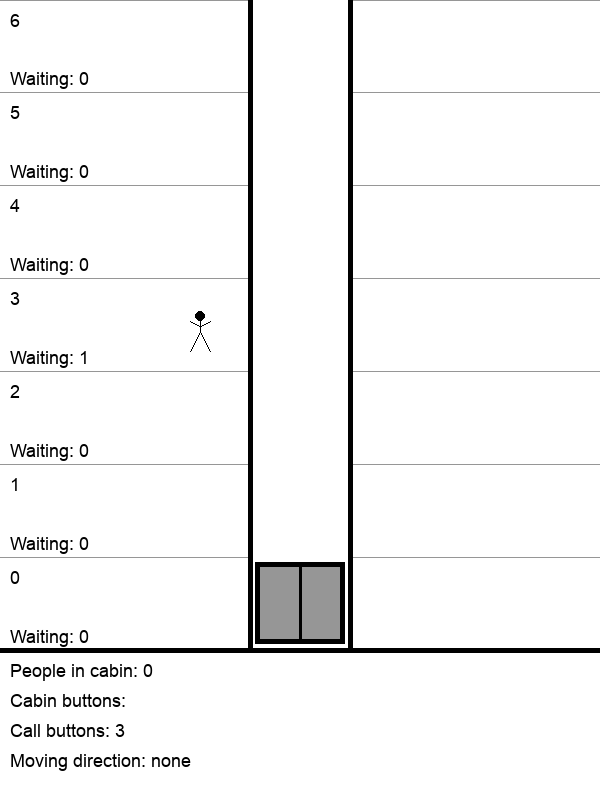 6
Waiting: 0
5
Waiting: 0
4
Waiting: 0
3
Waiting: 1
2
Waiting: 0
1
Waiting: 0
0
Waiting: 0
People in cabin: 0
Cabin buttons:
Call buttons: 3
Moving direction: none